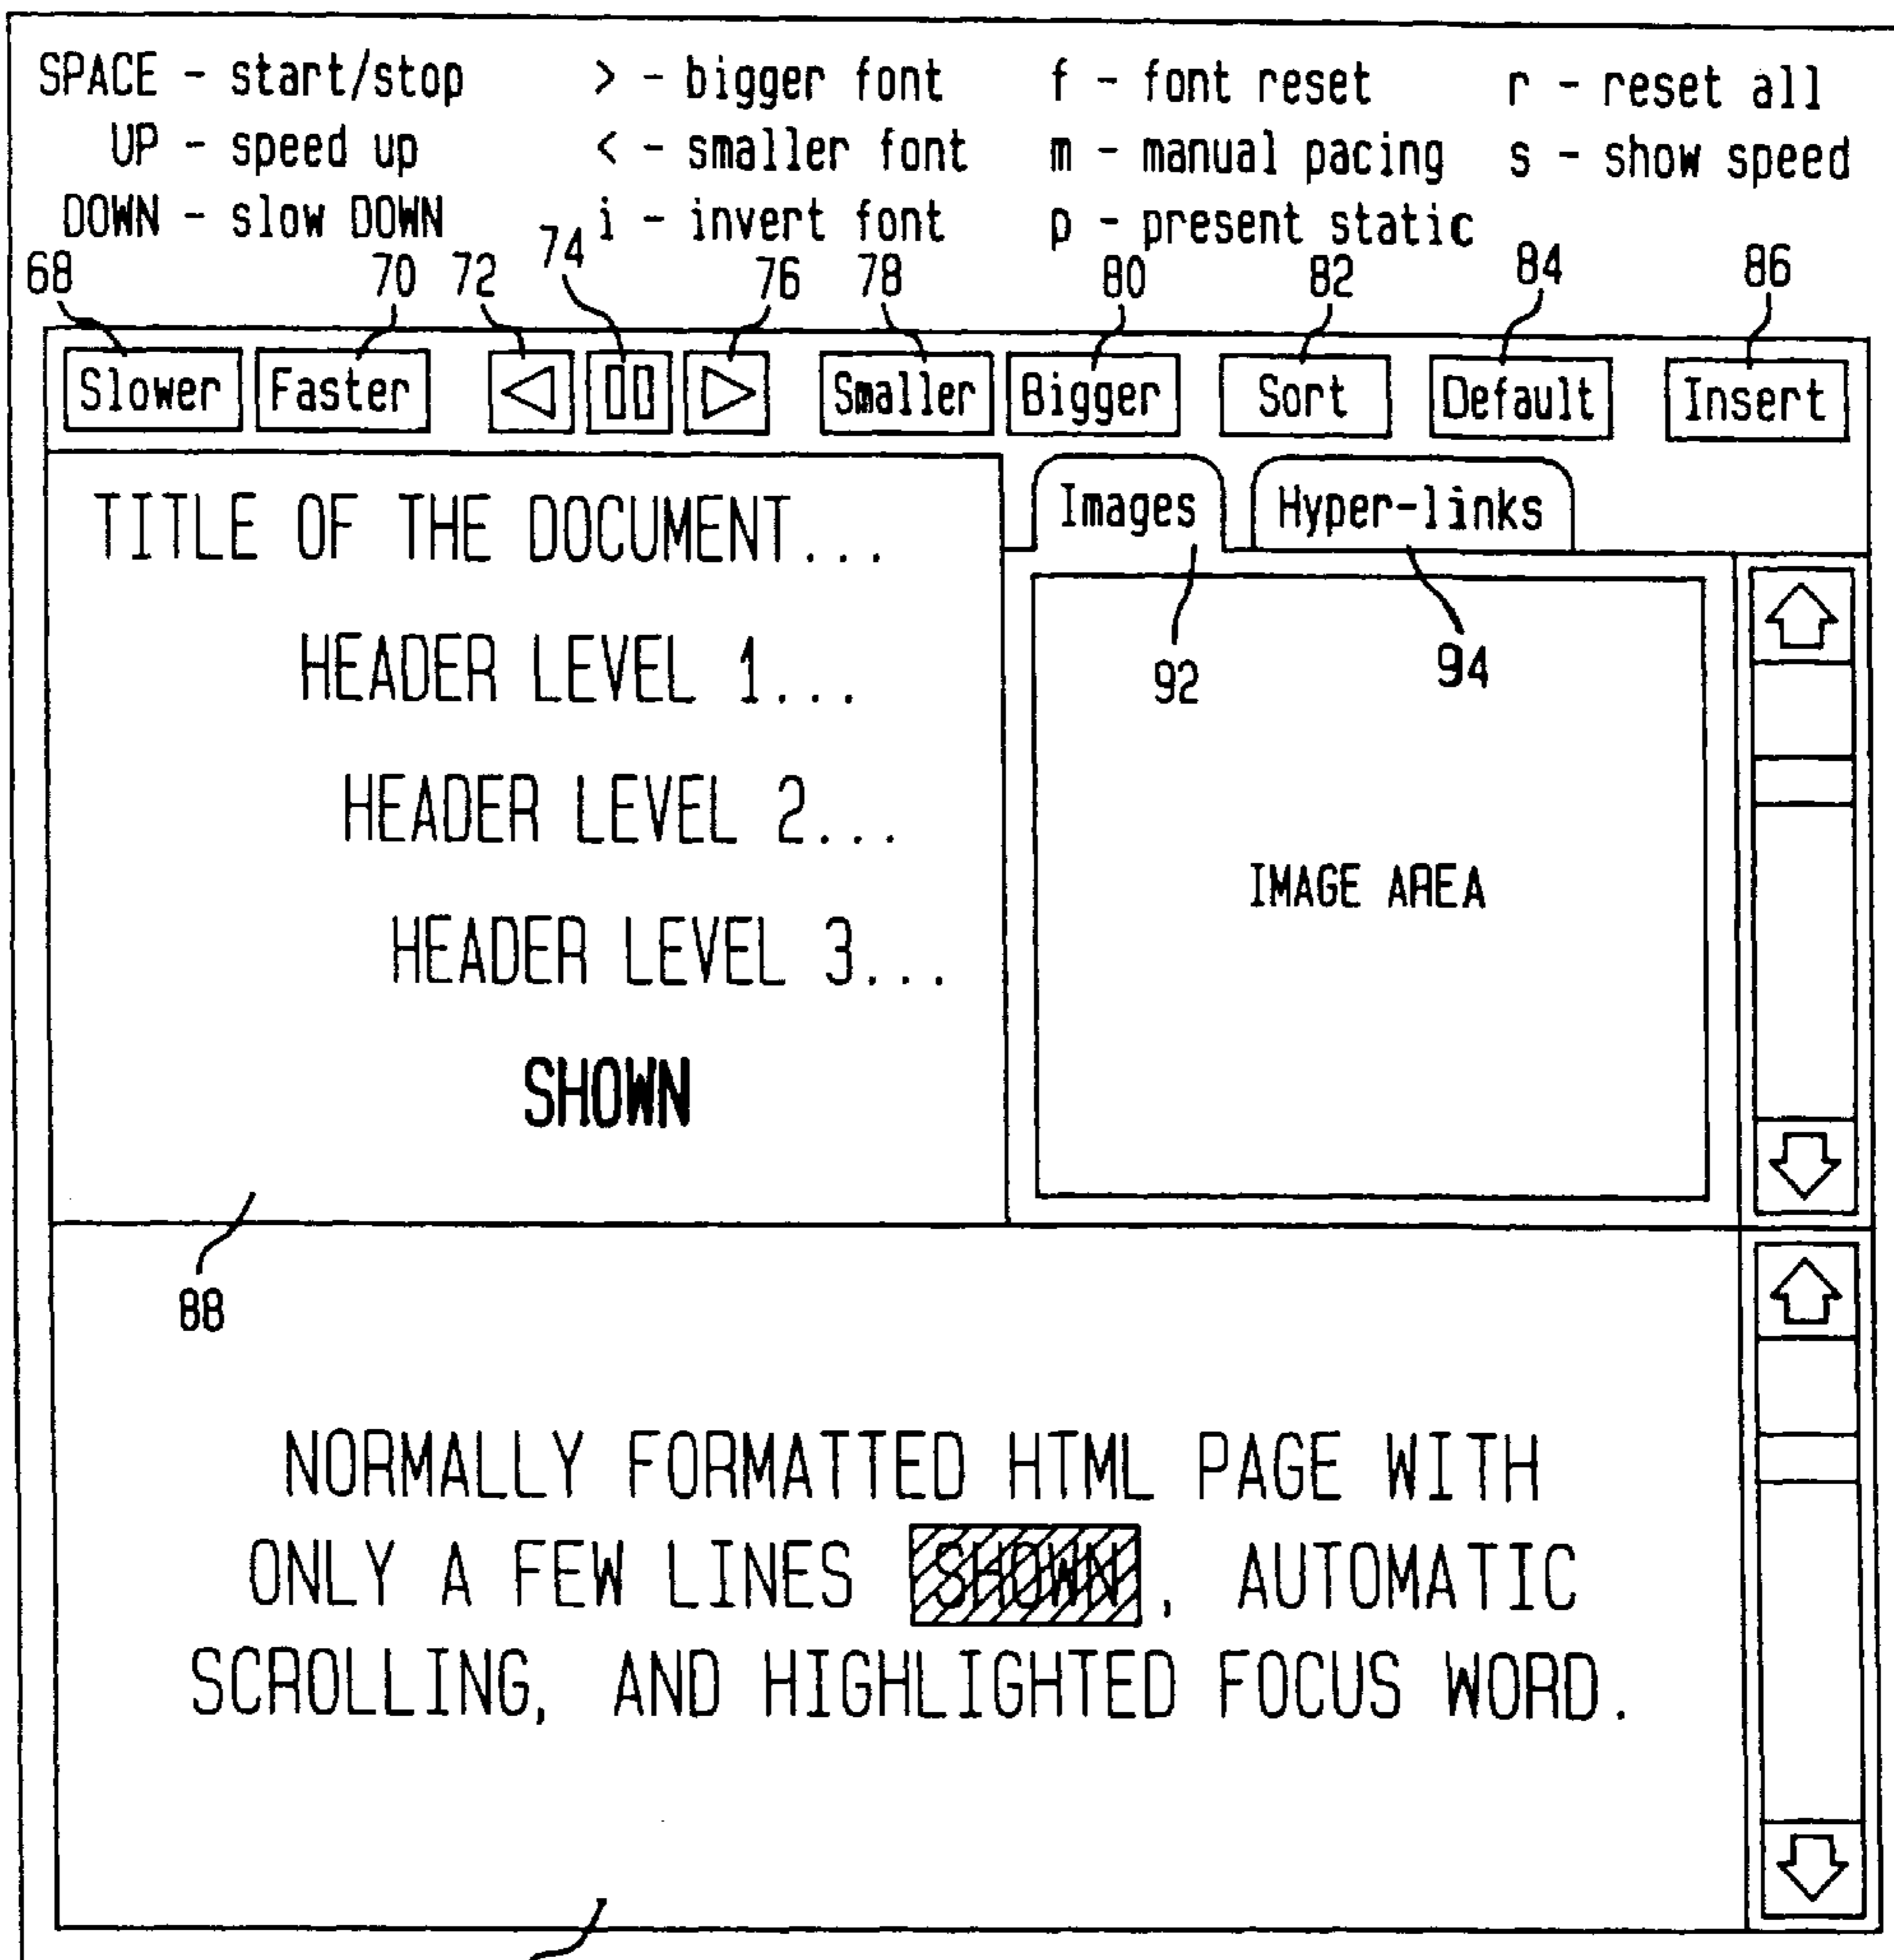 SPACE - start/stop > - bigger font f - font reset r - reset all
UP - speed up < - smaller font m - manual pacing s - show speed
DOWN - slow DOWN i - invert font p - present static
68 70 72 74 76 78 80 82 84 86
Slower Faster Smaller Bigger Sort Default Insert
Images Hyper-links
TITLE OF THE DOCUMENT...
HEADER LEVEL 1...
92 94
HEADER LEVEL 2...
IMAGE AREA
HEADER LEVEL 3...
SHOWN
88
NORMALLY FORMATTED HTML PAGE WITH
ONLY A FEW LINES SHOWN, AUTOMATIC
SCROLLING, AND HIGHLIGHTED FOCUS WORD.